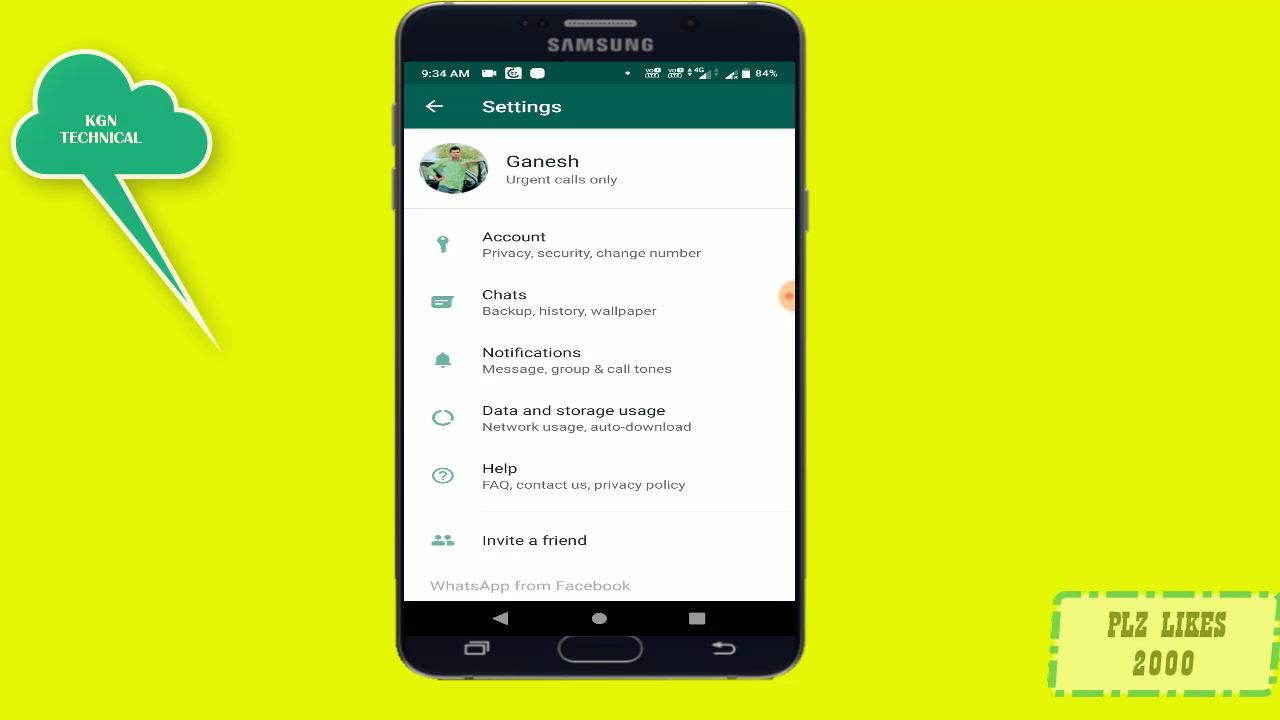 KGN
TECHNICAL
SAMSUNG
9:34 AM
4G
84%
Settings
Ganesh
Urgent calls only
Account
Privacy, security, change number
Chats
Backup, history, wallpaper
Notifications
Message, group & call tones
Data and storage usage
Network usage, auto-download
Help
FAQ, contact us, privacy policy
Invite a friend
WhatsApp from Facebook
PLZ LIKES
2000